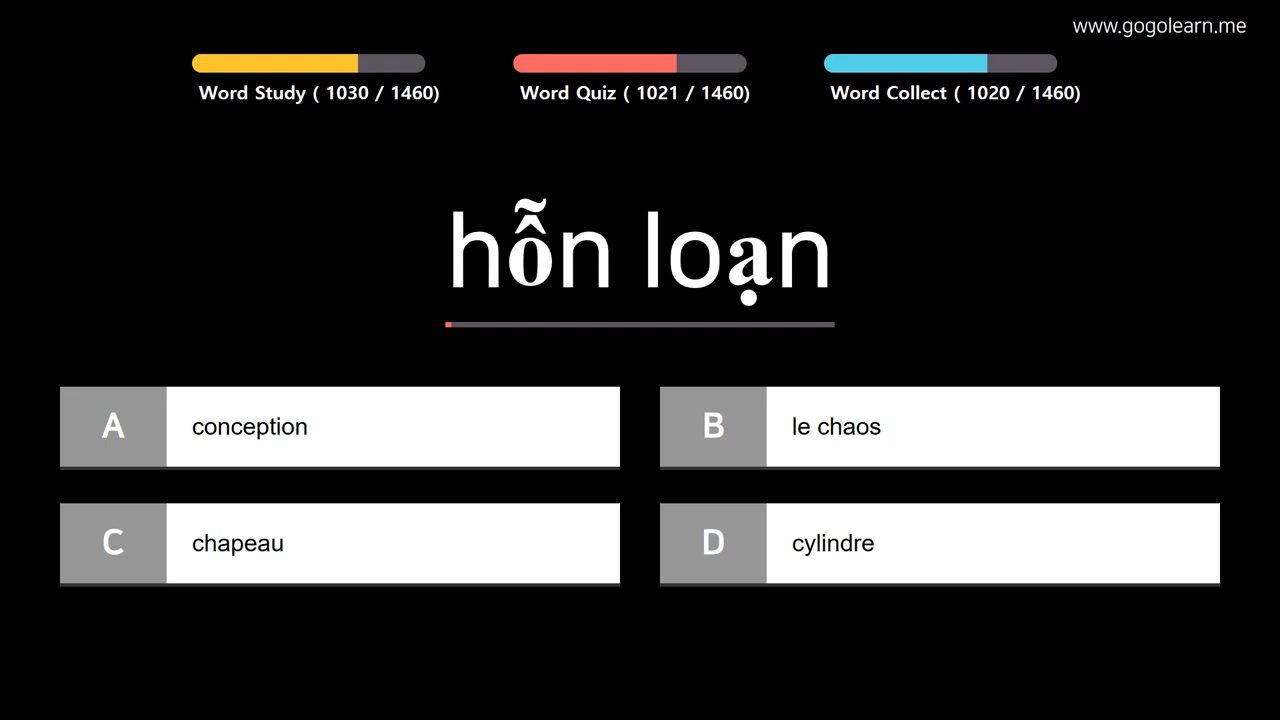 www.gogolearn.me
Word Study ( 1030 / 1460)
Word Quiz ( 1021 / 1460)
Word Collect ( 1020 / 1460)
hỗn loạn
A conception
B le chaos
C chapeau
D cylindre